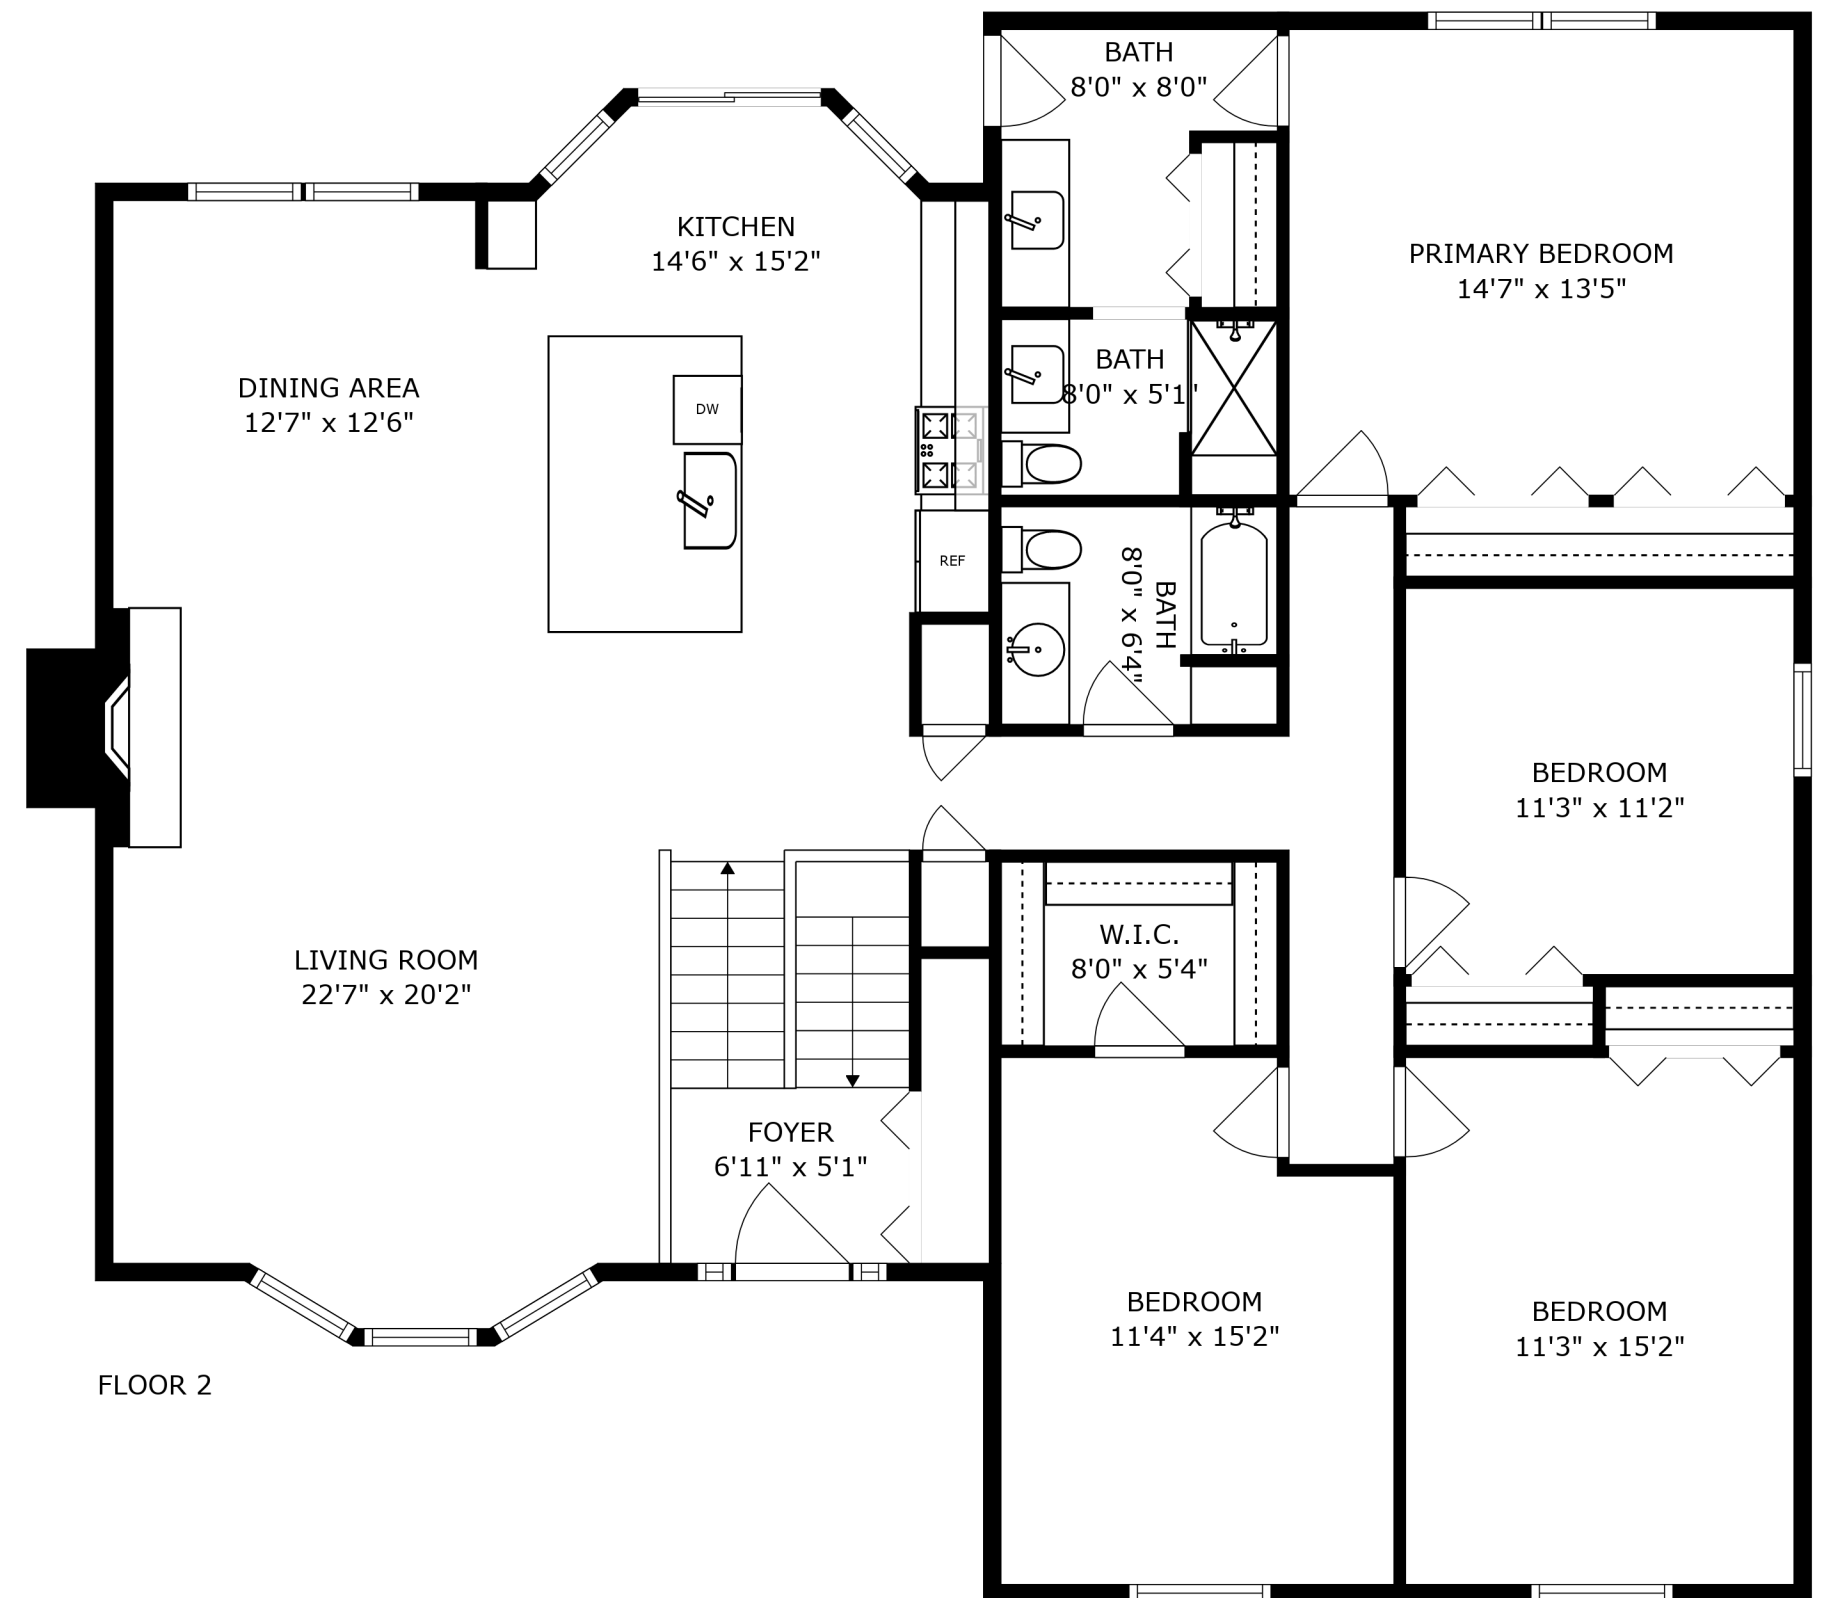 BATH
8'0" x 8'0"
KITCHEN
14'6" x 15'2"
PRIMARY BEDROOM
14'7" x 13'5"
DINING AREA
12'7" x 12'6"
BATH
8'0" x 5'1"
DW
REF
BATH
8'0" x 6'4"
BEDROOM
11'3" x 11'2"
LIVING ROOM
22'7" x 20'2"
W.I.C.
8'0" x 5'4"
FOYER
6'11" x 5'1"
BEDROOM
11'4" x 15'2"
BEDROOM
11'3" x 15'2"
FLOOR 2